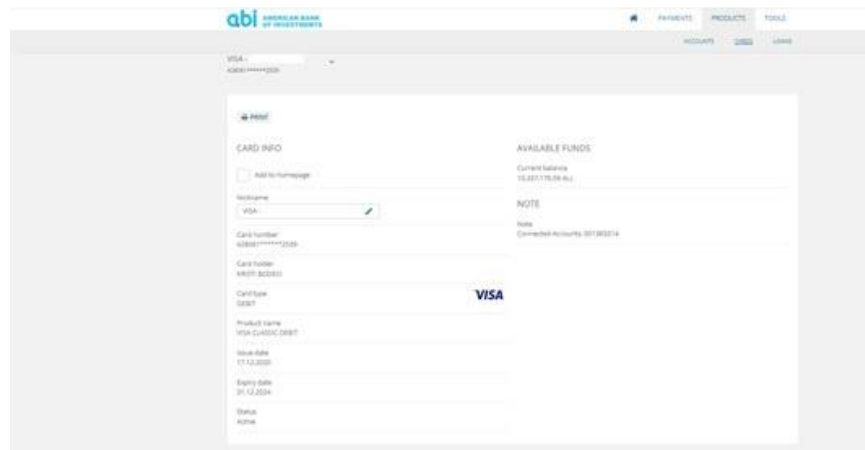 abi AMERICAN BANK
OF INVESTMENTS
PAYMENTS PRODUCTS TOOLS
ACCOUNTS CARDS LOANS
VISA -
PRINT
CARD INFO
Add to homepage
Nickname
VISA -
Card number
Card holder
Card type
DEBIT
VISA
Product name
VISA CLASSIC DEBIT
Issue date
17.12.2020
Expiry date
31.12.2024
Status
Active
AVAILABLE FUNDS
Current balance
NOTE
Note
Connected Accounts: